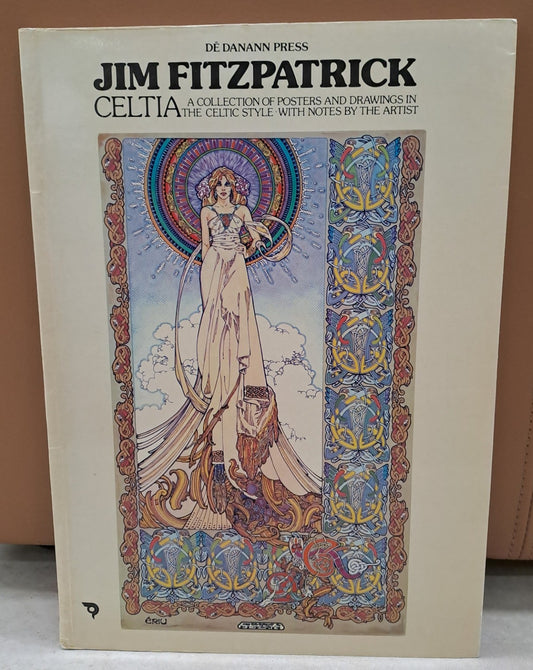 DÉ DANANN PRESS
JIM FITZPATRICK
CELTIA A COLLECTION OF POSTERS AND DRAWINGS IN
THE CELTIC STYLE·WITH NOTES BY THE ARTIST
ÉRIU